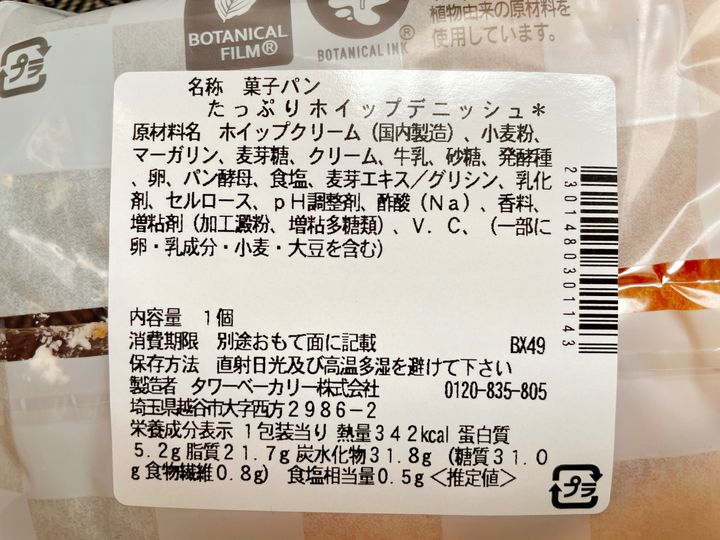 BOTANICAL
FILM®
BOTANICAL INK®
植物由来の原材料を
使用しています。
プラ
名称 菓子パン
たっぷりホイップデニッシュ＊
原材料名 ホイップクリーム（国内製造）、小麦粉、
マーガリン、麦芽糖、クリーム、牛乳、砂糖、発酵種
、卵、パン酵母、食塩、麦芽エキス／グリシン、乳化
剤、セルロース、ｐＨ調整剤、酢酸（Ｎａ）、香料、
増粘剤（加工澱粉、増粘多糖類）、Ｖ．Ｃ、（一部に
卵・乳成分・小麦・大豆を含む）
2301480301143
内容量 １個
消費期限 別途おもて面に記載 BX49
保存方法 直射日光及び高温多湿を避けて下さい
製造者 タワーベーカリー株式会社 0120-835-805
埼玉県越谷市大字西方２９８６−２
栄養成分表示 １包装当り 熱量３４２kcal 蛋白質
５.２g 脂質２１.７g 炭水化物３１.８g（糖質３１.０
g 食物繊維０.８g） 食塩相当量０.５g＜推定値＞
プラ